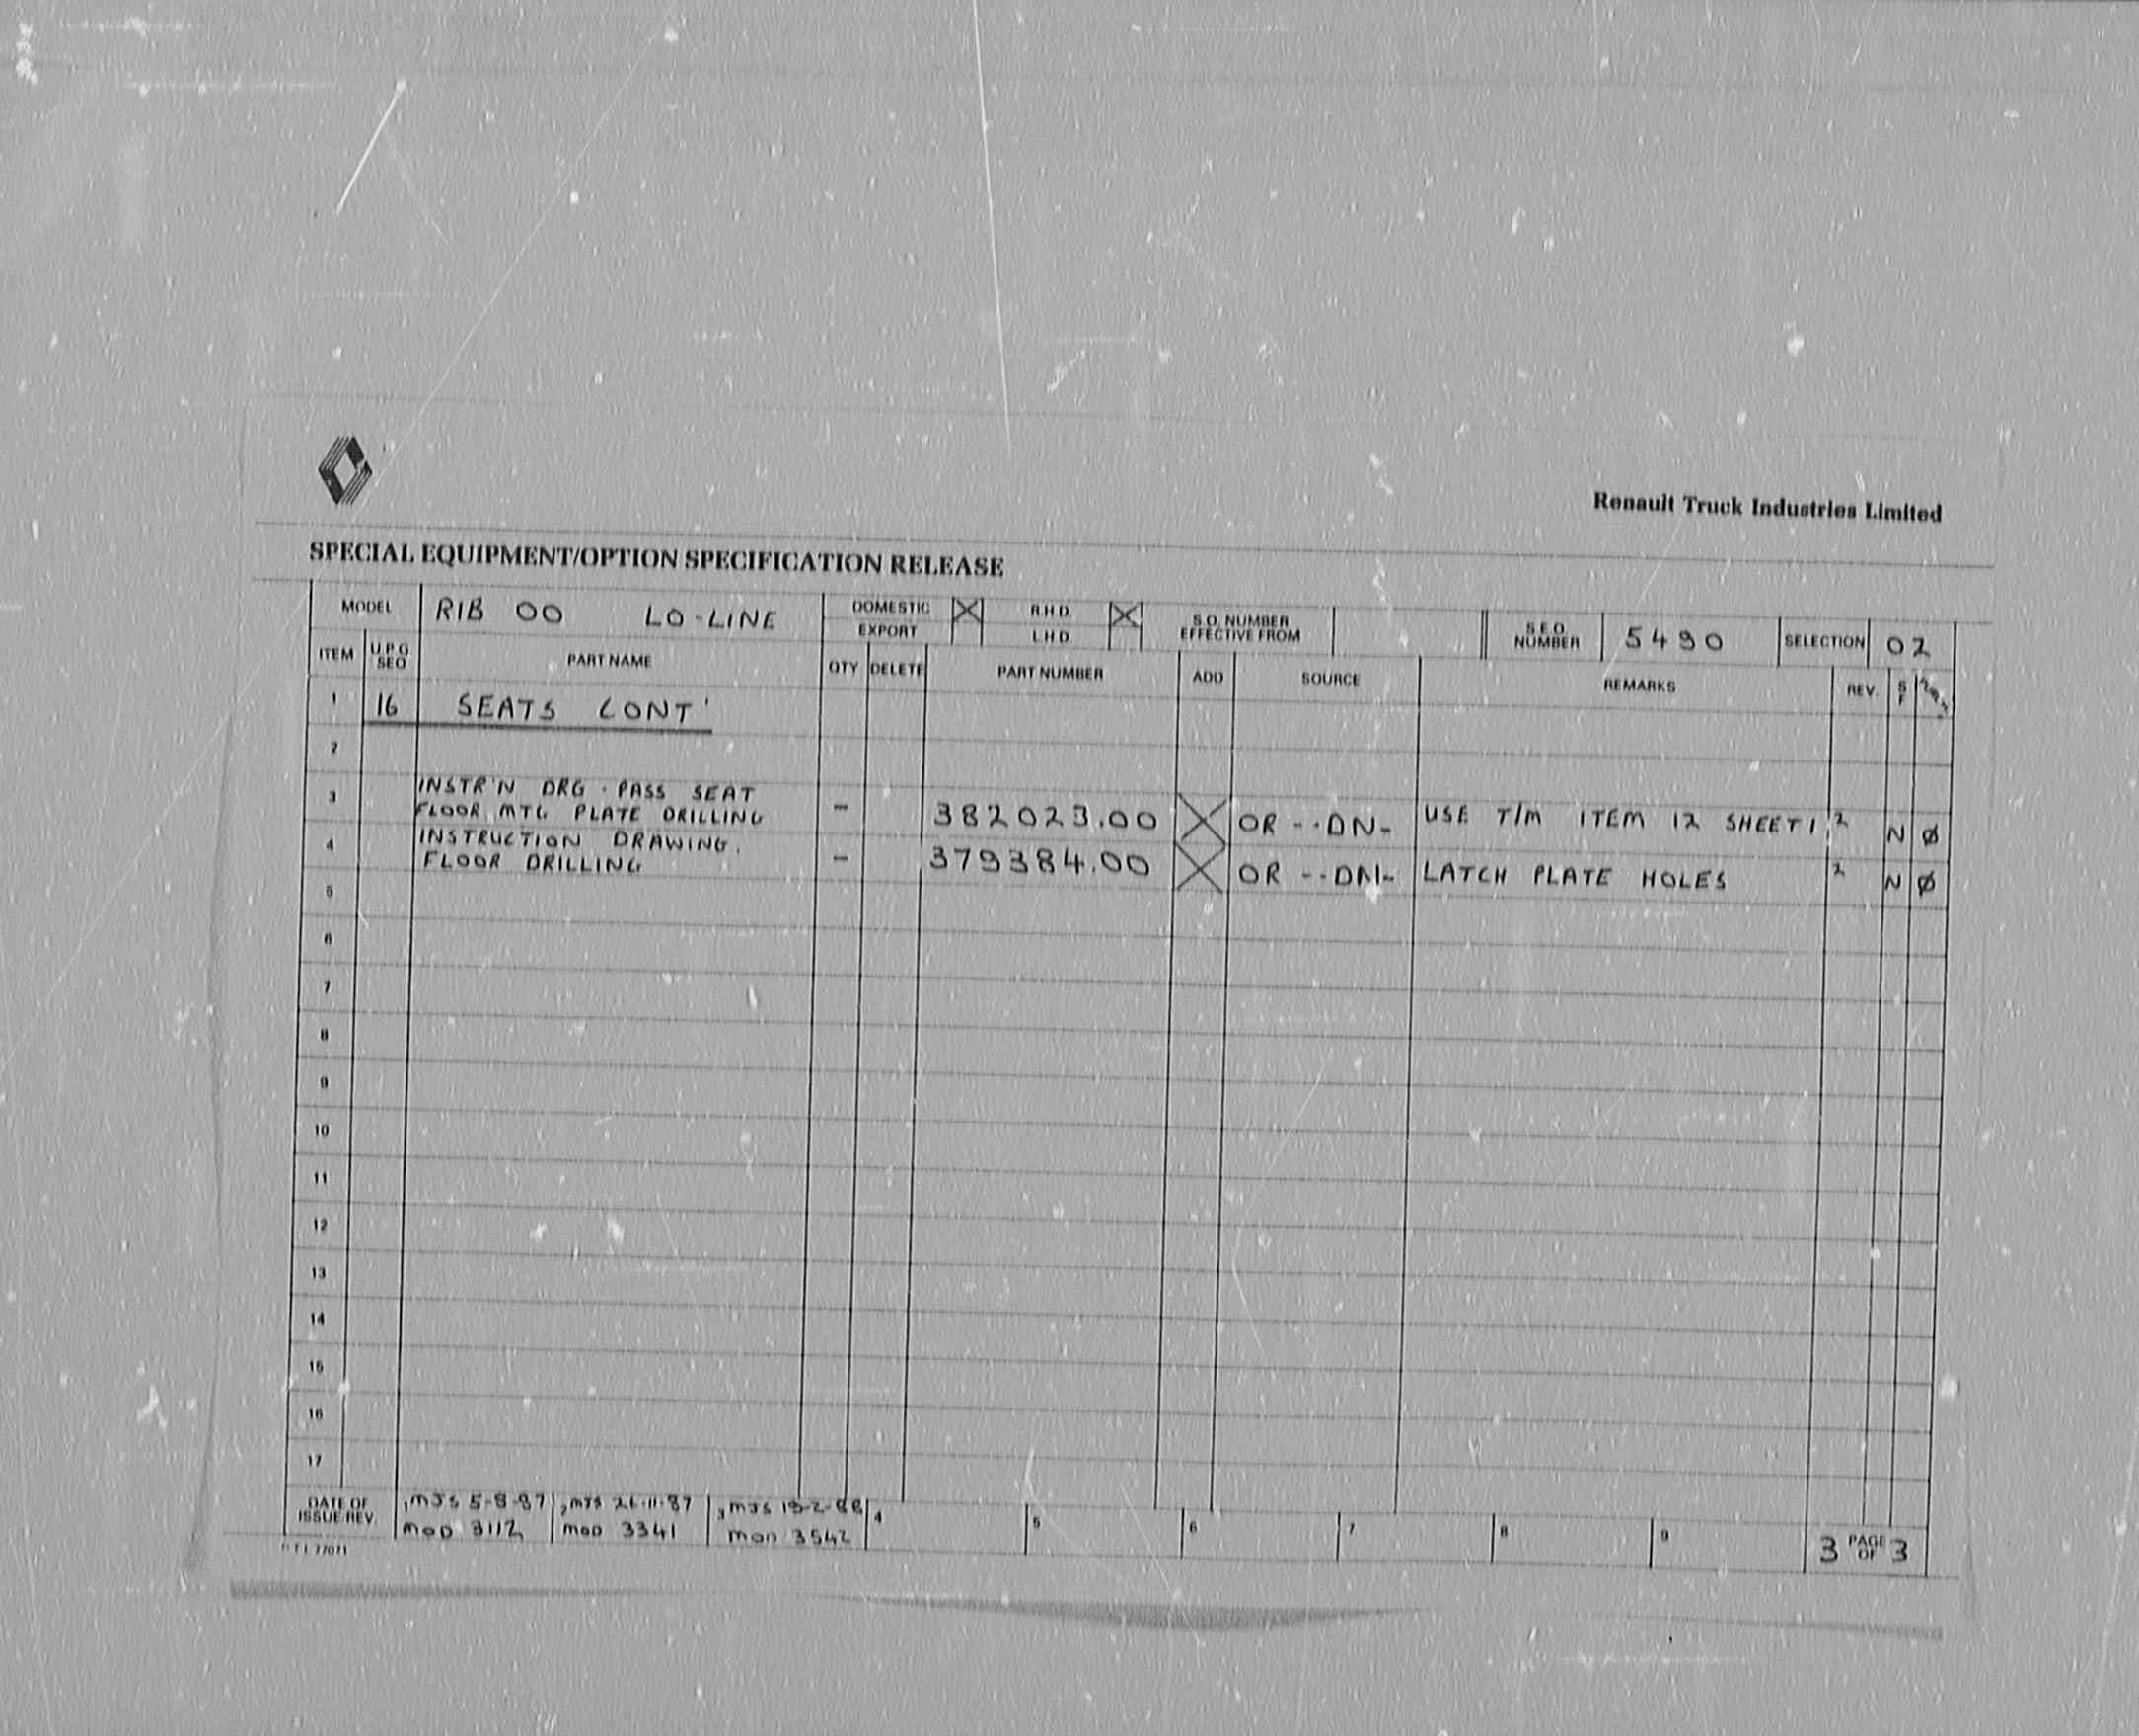 Renault Truck Industries Limited
SPECIAL EQUIPMENT/OPTION SPECIFICATION RELEASE
MODEL RIB 00 LO-LINE DOMESTIC X R.H.D. X S.O. NUMBER EFFECTIVE FROM S.E.O. NUMBER 5490 SELECTION 02
EXPORT L.H.D.
ITEM U.P.G SEQ PART NAME QTY DELETE PART NUMBER ADD SOURCE REMARKS REV. S F
1 16 SEATS CONT'
2
3 INSTR'N DRG. PASS SEAT
FLOOR MTG PLATE DRILLING - 382023.00 X OR --DN- USE T/M ITEM 12 SHEET 1 2 N Ø
4 INSTRUCTION DRAWING.
FLOOR DRILLING - 379384.00 X OR --DN- LATCH PLATE HOLES 2 N Ø
5
6
7
8
9
10
11
12
13
14
15
16
17
DATE OF ISSUE/REV. 1 MJS 5-8-87 2 MJS 26-11-87 3 MJS 19-2-88 4 5 6 7 8 9
MOD 3112 MOD 3341 MOD 3542
3 PAGE OF 3
R T I 77071